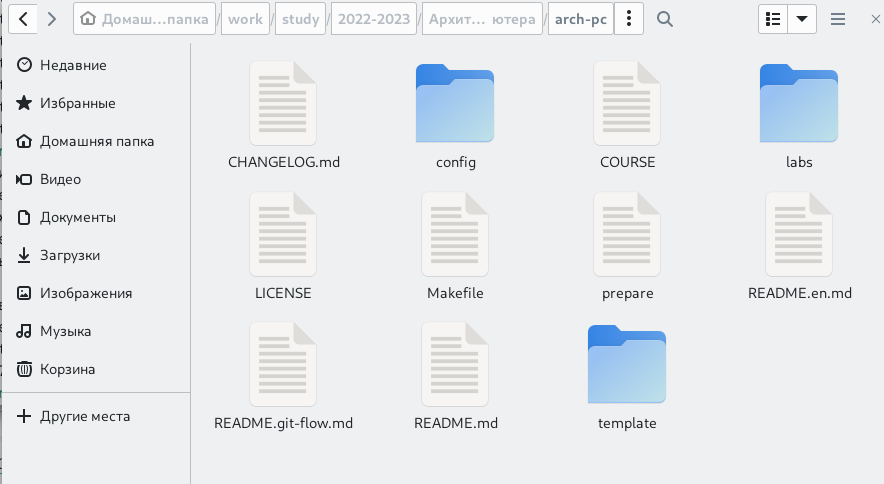 Домаш...папка / work / study / 2022-2023 / Архит... ютера / arch-pc
Недавние
Избранные
Домашняя папка
Видео
Документы
Загрузки
Изображения
Музыка
Корзина
Другие места
CHANGELOG.md config COURSE labs
LICENSE Makefile prepare README.en.md
README.git-flow.md README.md template